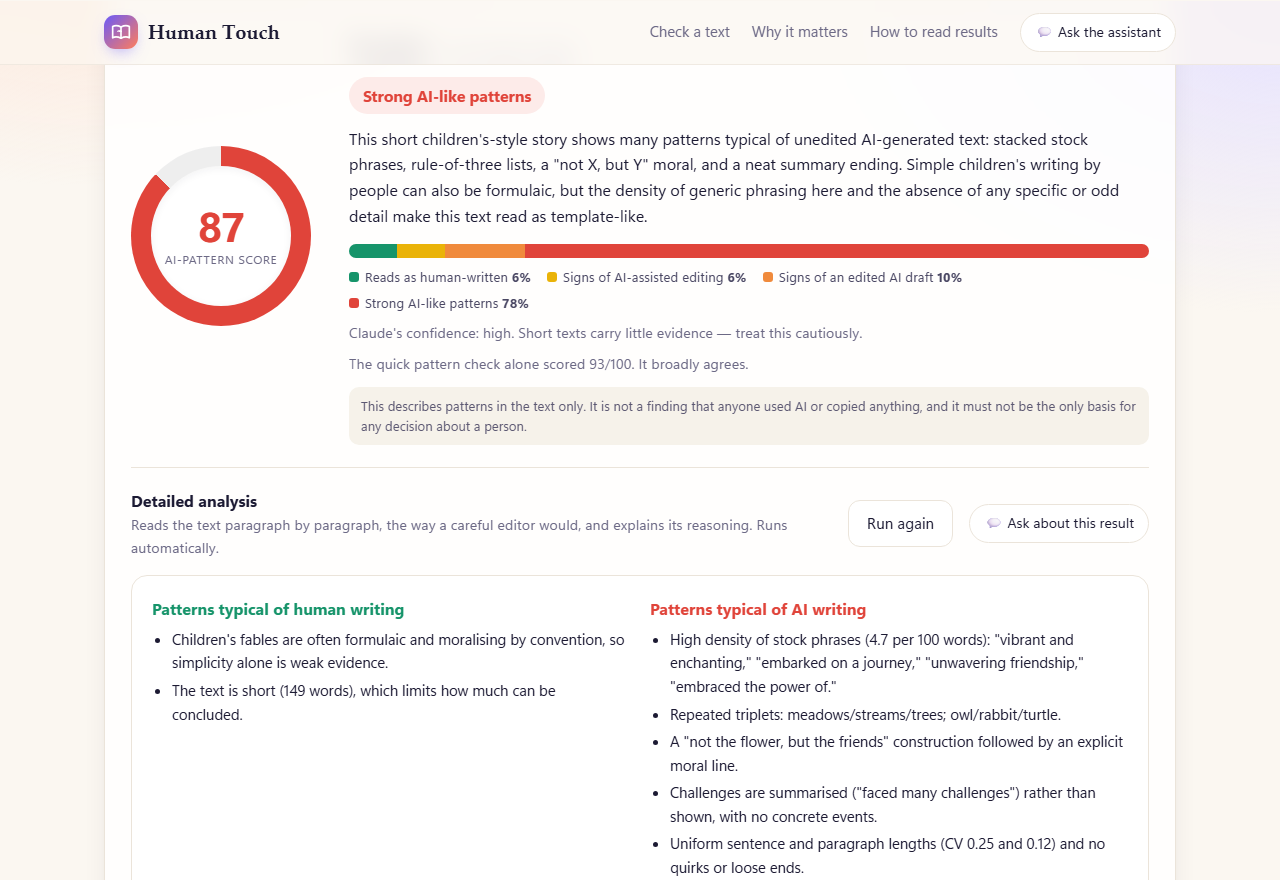 Human Touch
Check a text
Why it matters
How to read results
Ask the assistant
Strong AI-like patterns
This short children's-style story shows many patterns typical of unedited AI-generated text: stacked stock
phrases, rule-of-three lists, a "not X, but Y" moral, and a neat summary ending. Simple children's writing by
people can also be formulaic, but the density of generic phrasing here and the absence of any specific or odd
detail make this text read as template-like.
87
AI-PATTERN SCORE
Reads as human-written 6%
Signs of AI-assisted editing 6%
Signs of an edited AI draft 10%
Strong AI-like patterns 78%
Claude's confidence: high. Short texts carry little evidence — treat this cautiously.
The quick pattern check alone scored 93/100. It broadly agrees.
This describes patterns in the text only. It is not a finding that anyone used AI or copied anything, and it must not be the only basis for
any decision about a person.
Detailed analysis
Reads the text paragraph by paragraph, the way a careful editor would, and explains its reasoning. Runs
automatically.
Run again
Ask about this result
Patterns typical of human writing
Children's fables are often formulaic and moralising by convention, so
simplicity alone is weak evidence.
The text is short (149 words), which limits how much can be
concluded.
Patterns typical of AI writing
High density of stock phrases (4.7 per 100 words): "vibrant and
enchanting," "embarked on a journey," "unwavering friendship,"
"embraced the power of."
Repeated triplets: meadows/streams/trees; owl/rabbit/turtle.
A "not the flower, but the friends" construction followed by an explicit
moral line.
Challenges are summarised ("faced many challenges") rather than
shown, with no concrete events.
Uniform sentence and paragraph lengths (CV 0.25 and 0.12) and no
quirks or loose ends.